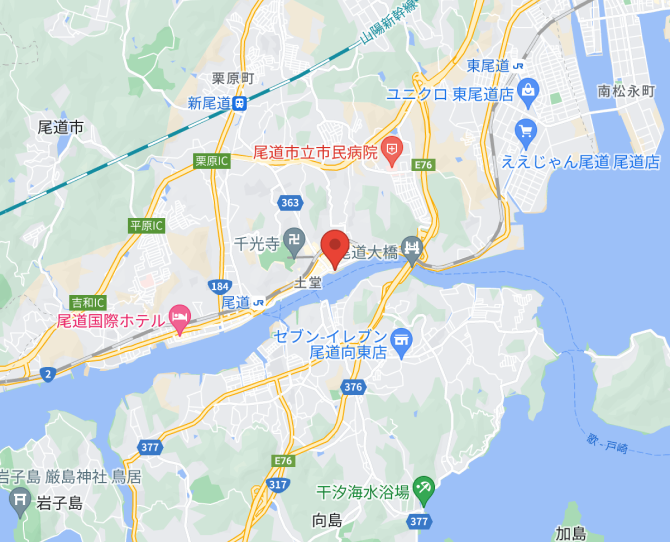 山陽新幹線
東尾道
栗原町
ユニクロ 東尾道店
南松永町
新尾道
尾道市
尾道市立市民病院
栗原IC
E76
ええじゃん尾道 尾道店
363
平原IC
千光寺
尾道大橋
184
土堂
吉和IC
尾道
尾道国際ホテル
セブン-イレブン
尾道向東店
2
376
377
歌-戸崎
E76
岩子島 厳島神社 鳥居
317
干汐海水浴場
岩子島
向島
377
加島